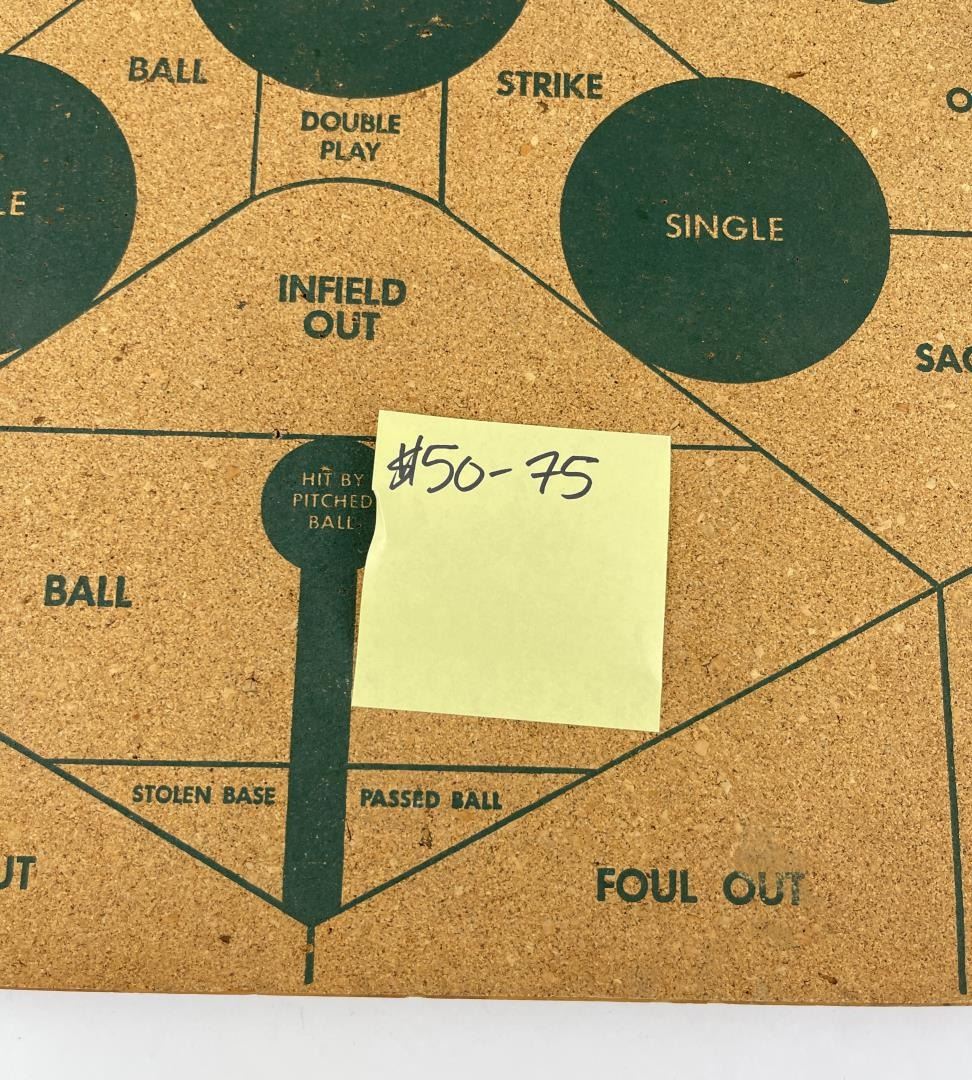 BALL
STRIKE
DOUBLE
PLAY
SINGLE
INFIELD
OUT
$50-75
HIT BY
PITCHED
BALL
BALL
STOLEN BASE
PASSED BALL
FOUL OUT